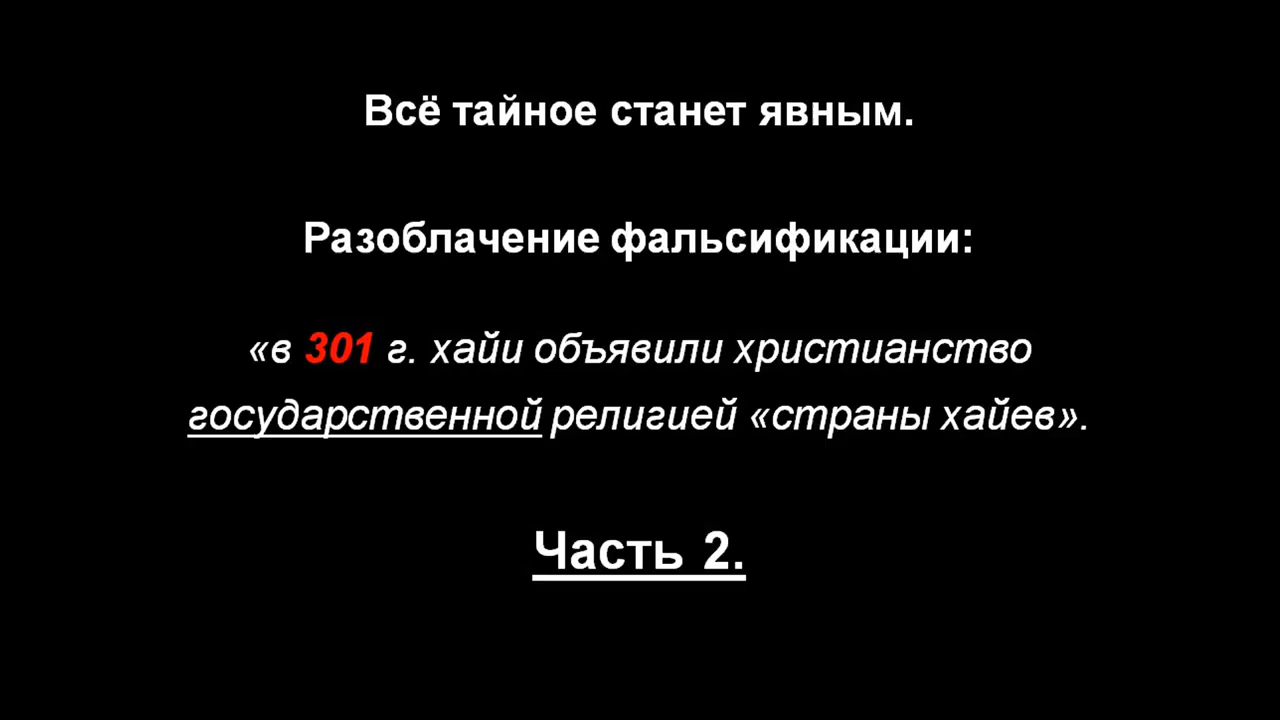 Всё тайное станет явным.
Разоблачение фальсификации:
«в 301 г. хайи объявили христианство
государственной религией «страны хайев».
Часть 2.